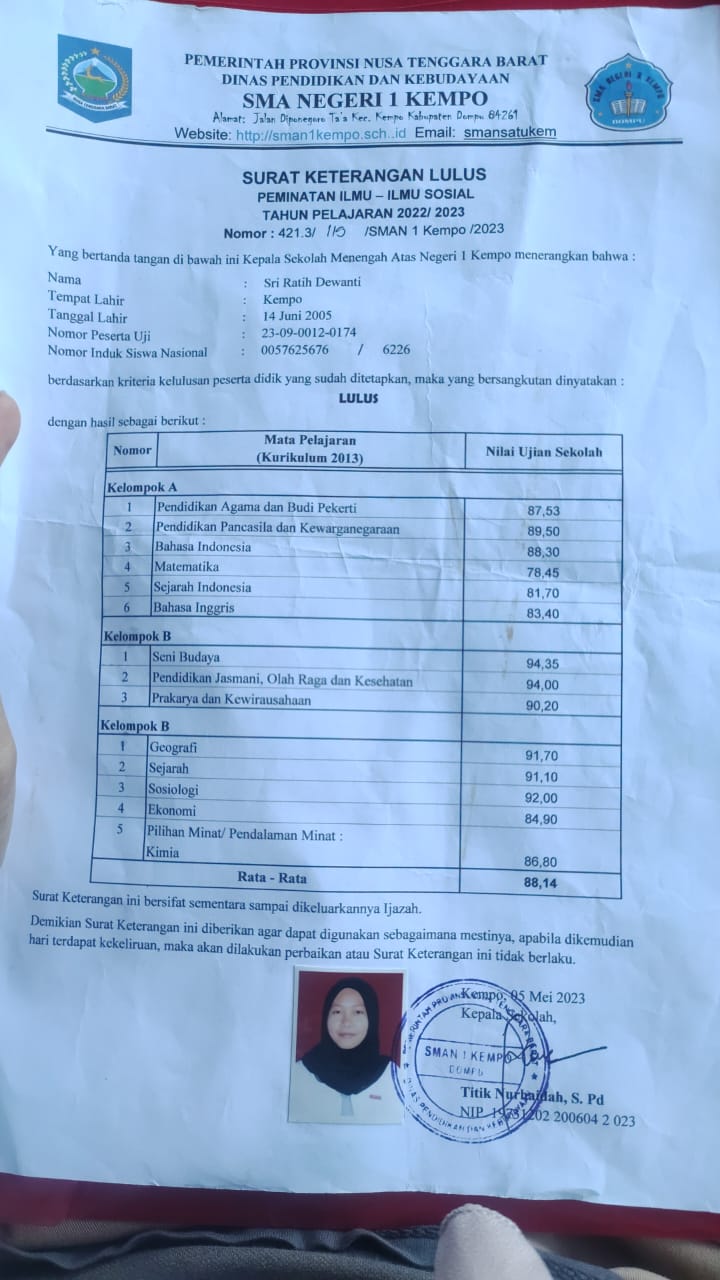 PEMERINTAH PROVINSI NUSA TENGGARA BARAT
DINAS PENDIDIKAN DAN KEBUDAYAAN
SMA NEGERI 1 KEMPO
Alamat: Jalan Diponegoro Ta'a Kec. Kempo Kabupaten Dompu 84261
Website: http://sman1kempo.sch..id Email: smansatukem
NUSA TENGGARA BARAT
SMA NEGERI 1 KEMPO
DOMPU
SURAT KETERANGAN LULUS
PEMINATAN ILMU – ILMU SOSIAL
TAHUN PELAJARAN 2022/ 2023
Nomor : 421.3/ 115 /SMAN 1 Kempo /2023
Yang bertanda tangan di bawah ini Kepala Sekolah Menengah Atas Negeri 1 Kempo menerangkan bahwa :
Nama : Sri Ratih Dewanti
Tempat Lahir : Kempo
Tanggal Lahir : 14 Juni 2005
Nomor Peserta Uji : 23-09-0012-0174
Nomor Induk Siswa Nasional : 0057625676 / 6226
berdasarkan kriteria kelulusan peserta didik yang sudah ditetapkan, maka yang bersangkutan dinyatakan :
LULUS
dengan hasil sebagai berikut :
Nomor Mata Pelajaran (Kurikulum 2013) Nilai Ujian Sekolah
Kelompok A
1 Pendidikan Agama dan Budi Pekerti 87,53
2 Pendidikan Pancasila dan Kewarganegaraan 89,50
3 Bahasa Indonesia 88,30
4 Matematika 78,45
5 Sejarah Indonesia 81,70
6 Bahasa Inggris 83,40
Kelompok B
1 Seni Budaya 94,35
2 Pendidikan Jasmani, Olah Raga dan Kesehatan 94,00
3 Prakarya dan Kewirausahaan 90,20
Kelompok B
1 Geografi 91,70
2 Sejarah 91,10
3 Sosiologi 92,00
4 Ekonomi 84,90
5 Pilihan Minat/ Pendalaman Minat :
Kimia 86,80
Rata - Rata 88,14
Surat Keterangan ini bersifat sementara sampai dikeluarkannya Ijazah.
Demikian Surat Keterangan ini diberikan agar dapat digunakan sebagaimana mestinya, apabila dikemudian
hari terdapat kekeliruan, maka akan dilakukan perbaikan atau Surat Keterangan ini tidak berlaku.
Kempo, 05 Mei 2023
Kepala Sekolah,
SMAN 1 KEMPO
DOMPU
Titik Nurhaidah, S. Pd
NIP